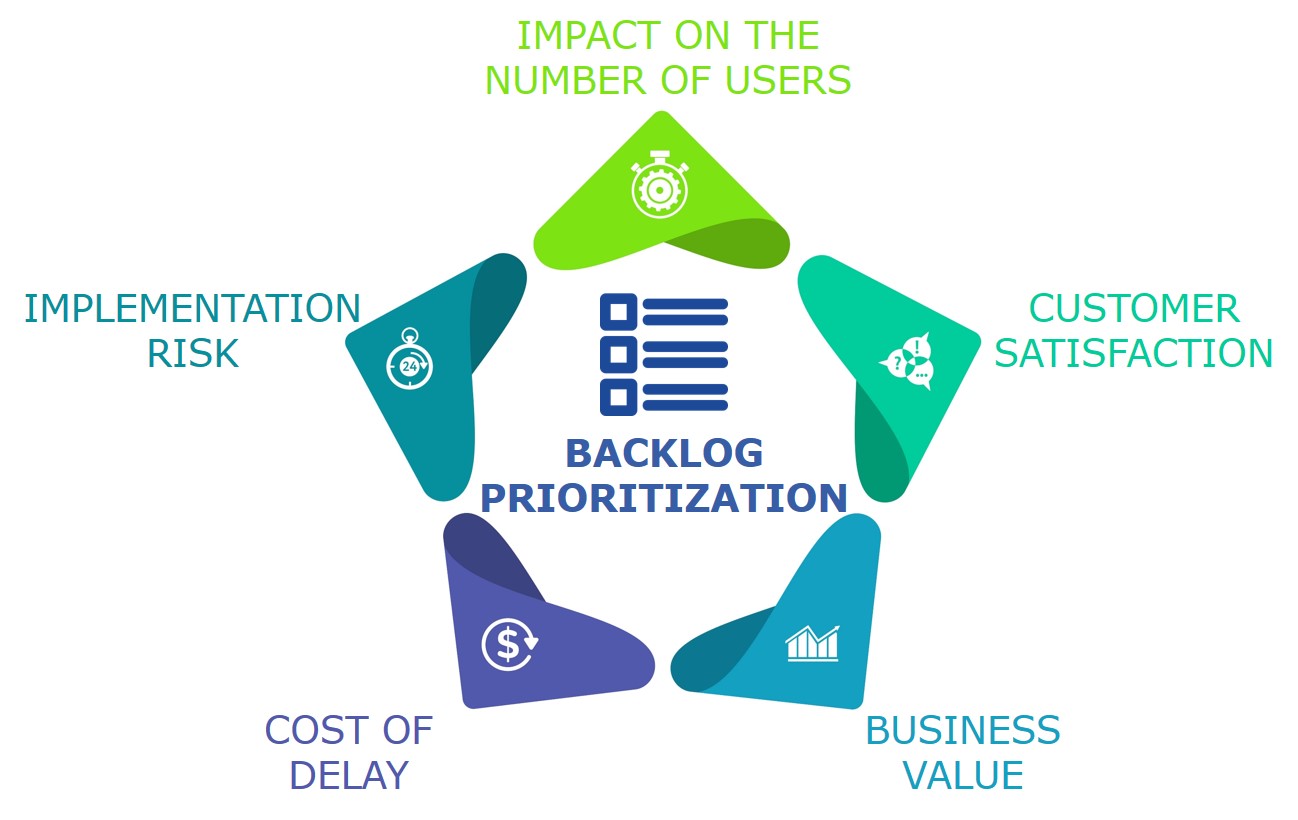 IMPACT ON THE
NUMBER OF USERS
IMPLEMENTATION
RISK
24
CUSTOMER
SATISFACTION
?
!
...
BACKLOG
PRIORITIZATION
$
COST OF
DELAY
BUSINESS
VALUE